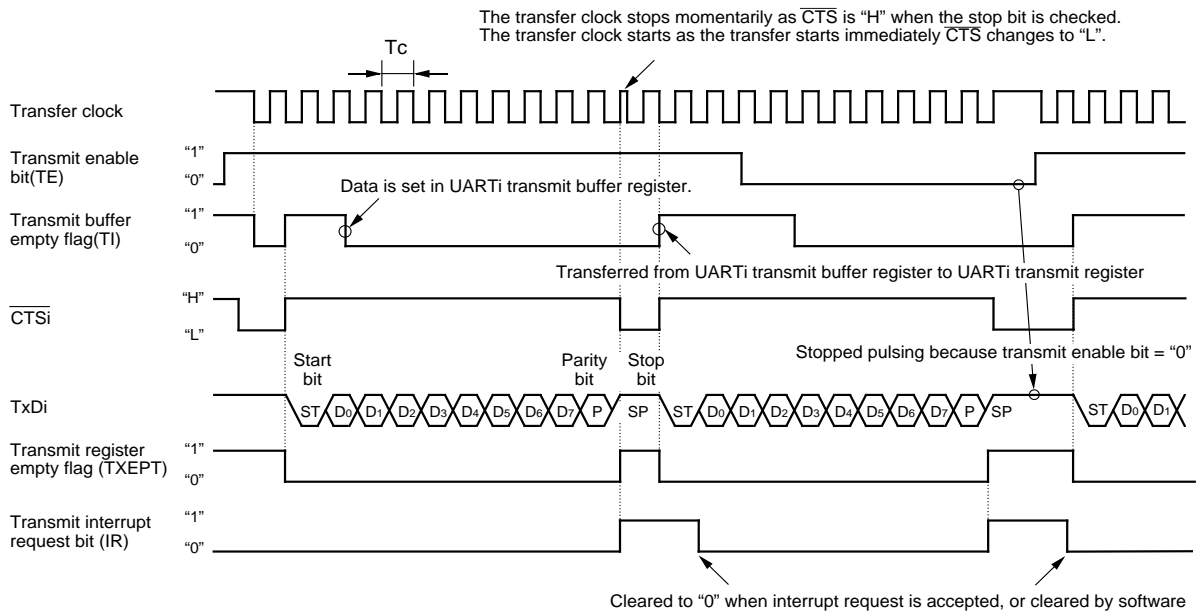 The transfer clock stops momentarily as CTS is “H” when the stop bit is checked.
The transfer clock starts as the transfer starts immediately CTS changes to “L”.
Tc
Transfer clock
Transmit enable
bit(TE)
“1”
“0”
Data is set in UARTi transmit buffer register.
Transmit buffer
empty flag(TI)
“1”
“0”
Transferred from UARTi transmit buffer register to UARTi transmit register
CTSi
“H”
“L”
Stopped pulsing because transmit enable bit = “0”
Start
bit
Parity
bit
Stop
bit
TxDi
ST D0 D1 D2 D3 D4 D5 D6 D7 P SP ST D0 D1 D2 D3 D4 D5 D6 D7 P SP ST D0 D1
Transmit register
empty flag (TXEPT)
“1”
“0”
Transmit interrupt
request bit (IR)
“1”
“0”
Cleared to “0” when interrupt request is accepted, or cleared by software